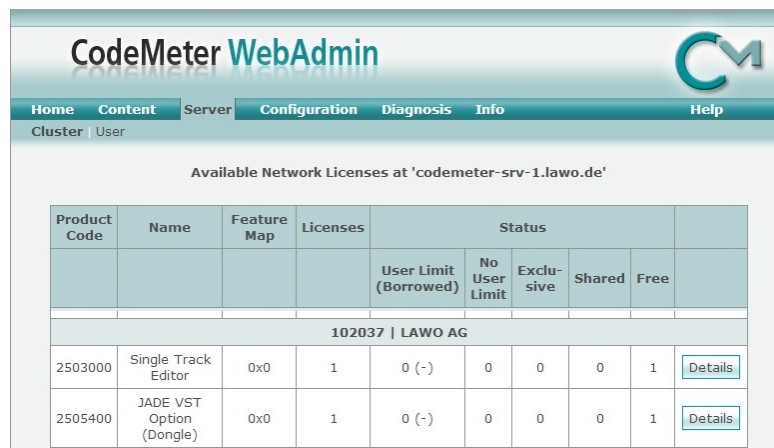 CodeMeter WebAdmin
CM
Home Content Server Configuration Diagnosis Info Help
Cluster | User
Available Network Licenses at 'codemeter-srv-1.lawo.de'
Product Code Name Feature Map Licenses Status
User Limit (Borrowed) No User Limit Exclu-sive Shared Free
102037 | LAWO AG
2503000 Single Track Editor 0x0 1 0 (-) 0 0 0 1 Details
2505400 JADE VST Option (Dongle) 0x0 1 0 (-) 0 0 0 1 Details